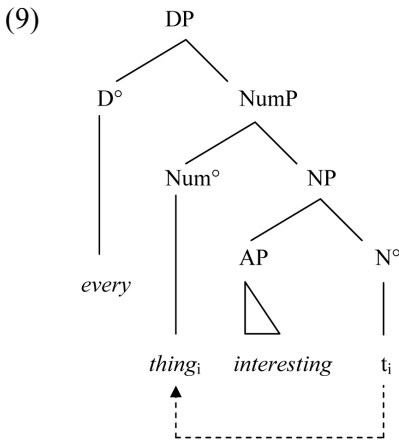 (9) DP
D° NumP
Num° NP
AP N°
every
thingi interesting ti